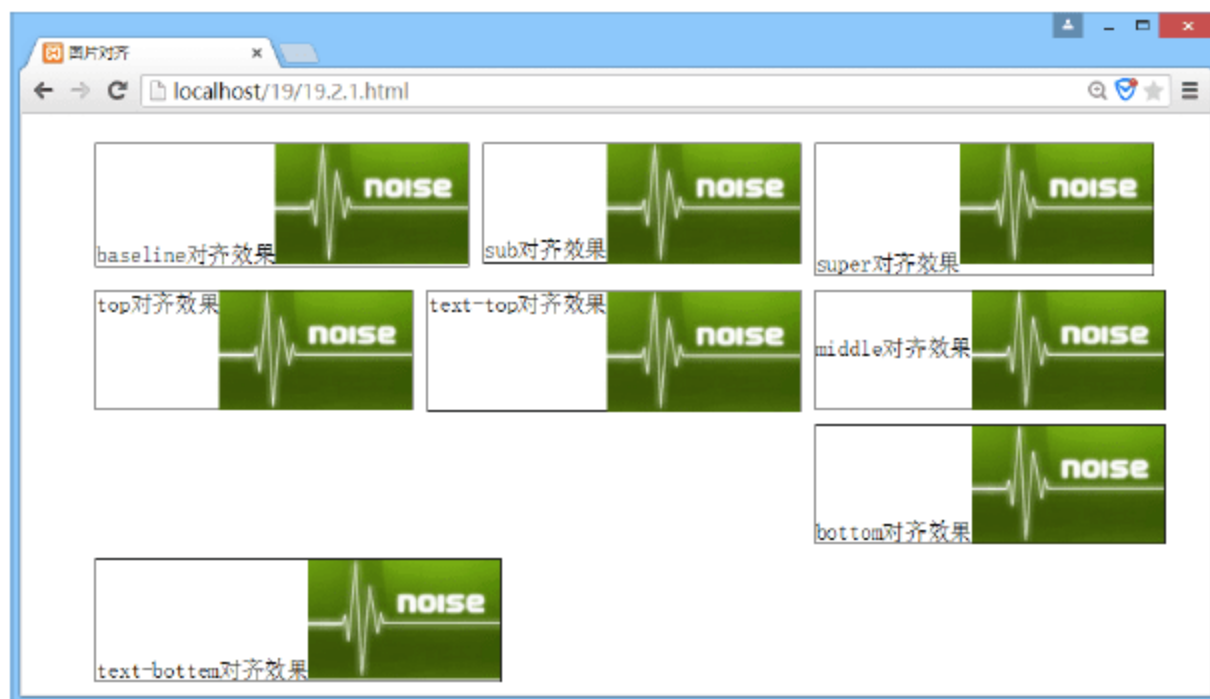 图片对齐
localhost/19/19.2.1.html
noise
noise
noise
baseline对齐效果
sub对齐效果
super对齐效果
top对齐效果
noise
text-top对齐效果
noise
middle对齐效果
noise
noise
bottom对齐效果
noise
text-bottem对齐效果